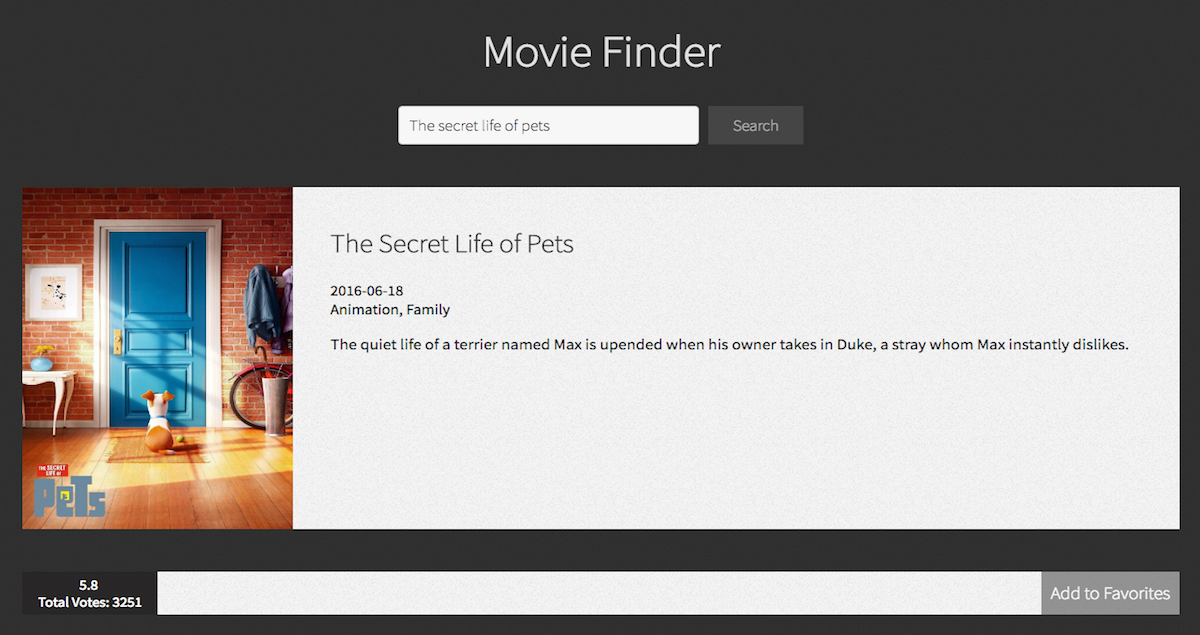 Movie Finder
The secret life of pets
Search
The Secret Life of Pets
2016-06-18
Animation, Family
The quiet life of a terrier named Max is upended when his owner takes in Duke, a stray whom Max instantly dislikes.
THE SECRET
LIFE OF
PeTs
5.8
Total Votes: 3251
Add to Favorites